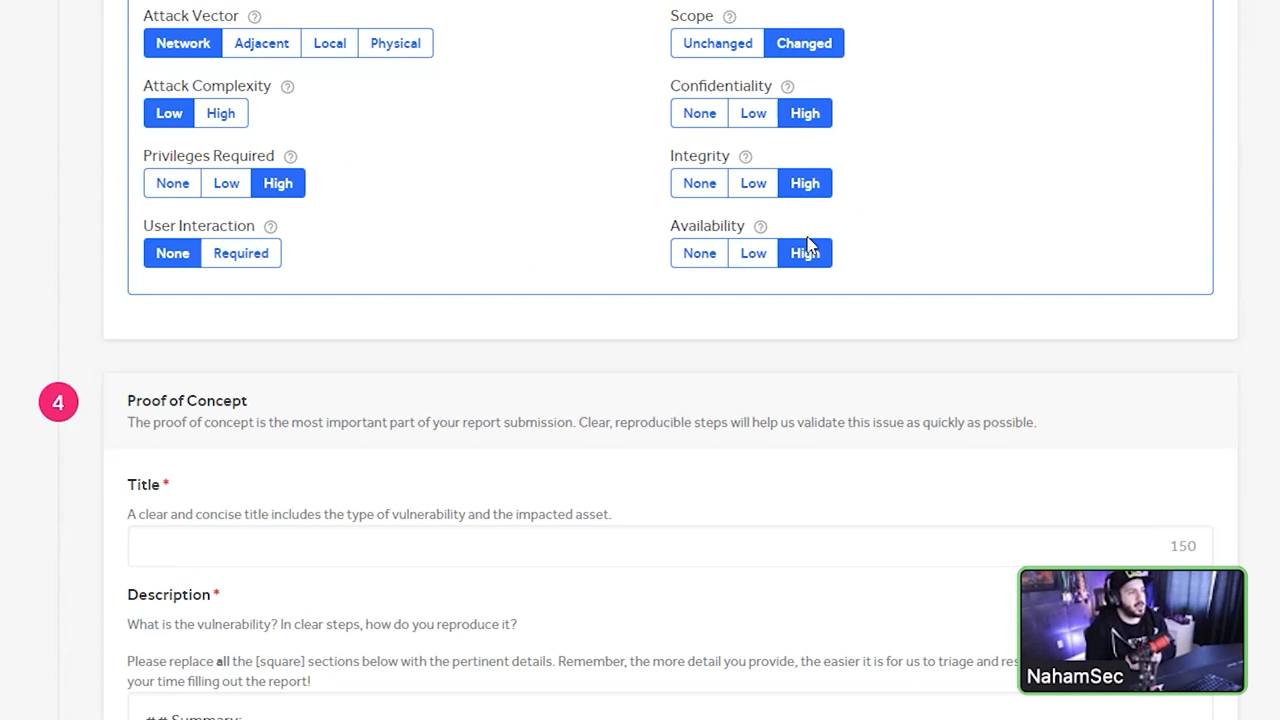 Attack Vector
Network Adjacent Local Physical
Attack Complexity
Low High
Privileges Required
None Low High
User Interaction
None Required
Scope
Unchanged Changed
Confidentiality
None Low High
Integrity
None Low High
Availability
None Low High
4
Proof of Concept
The proof of concept is the most important part of your report submission. Clear, reproducible steps will help us validate this issue as quickly as possible.
Title *
A clear and concise title includes the type of vulnerability and the impacted asset.
150
Description *
What is the vulnerability? In clear steps, how do you reproduce it?
Please replace all the [square] sections below with the pertinent details. Remember, the more detail you provide, the easier it is for us to triage and
your time filling out the report!
## Summary:
NahamSec